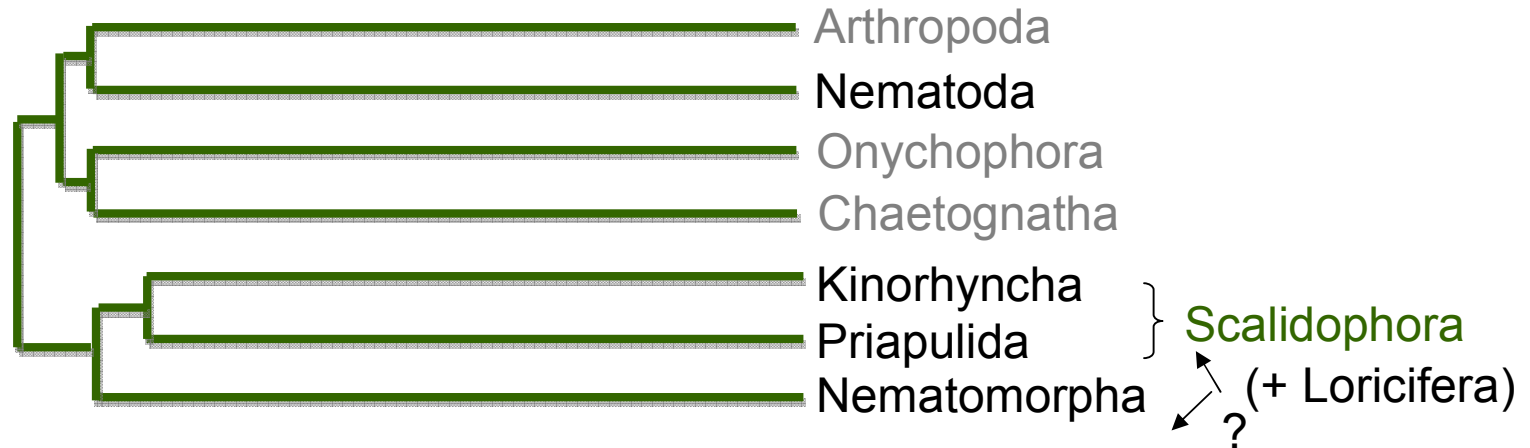 Arthropoda
Nematoda
Onychophora
Chaetognatha
Kinorhyncha
Priapulida
Scalidophora
Nematomorpha
(+ Loricifera)
?